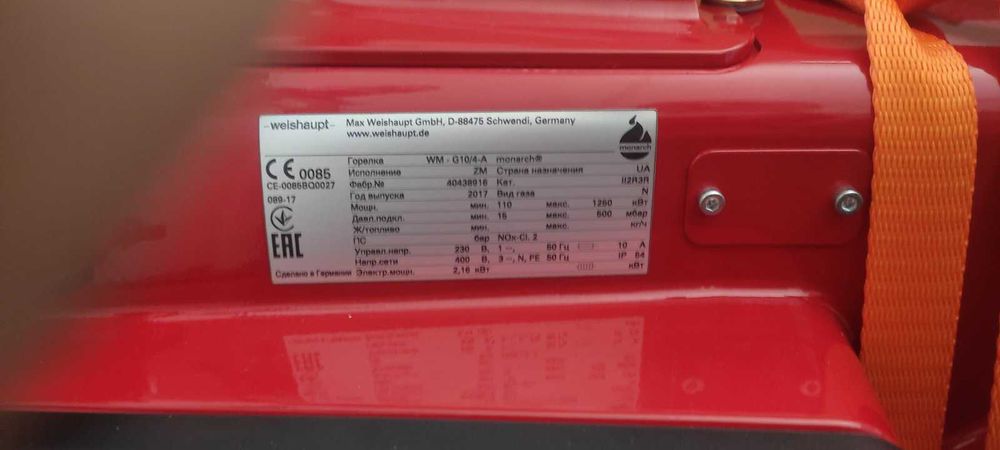 -weishaupt- Max Weishaupt GmbH, D-88475 Schwendi, Germany
www.weishaupt.de
monarch
CE 0085
CE-0085BQ0027
089-17
EAC
Сделано в Германии
Горелка WM - G10/4-A monarch®
Исполнение ZM Страна назначения UA
Фабр.№ 40438916 Кат. II2R3R
Год выпуска 2017 Вид газа N
Мощн. мин. 110 макс. 1250 кВт
Давл.подкл. мин. 15 макс. 500 мбар
Ж/топливо мин. макс. кг/ч
ПС бар NOx-Cl. 2
Управл.напр. 230 В, 1 ~, 50 Гц 10 A
Напр.сети 400 В, 3 ~, N, PE 50 Гц IP 54
Электр.мощн. 2,16 кВт кВт